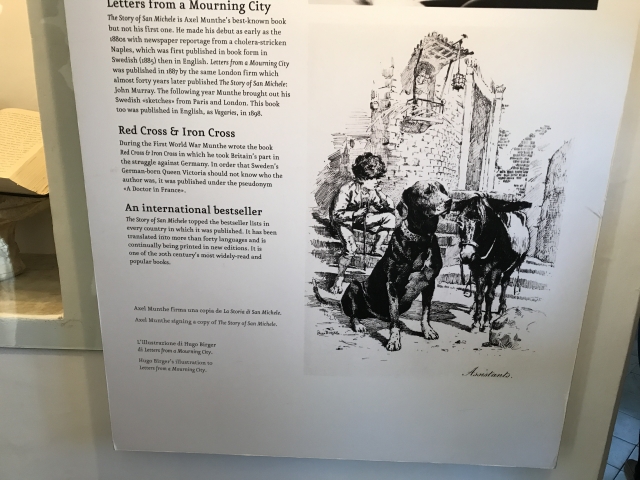 Letters from a Mourning City
The Story of San Michele is Axel Munthe's best-known book
but not his first one. He made his debut as early as the
1880s with newspaper reportage from a cholera-stricken
Naples, which was first published in book form in
Swedish (1885) then in English. Letters from a Mourning City
was published in 1887 by the same London firm which
almost forty years later published The Story of San Michele:
John Murray. The following year Munthe brought out his
Swedish «sketches» from Paris and London. This book
too was published in English, as Vagaries, in 1898.
Red Cross & Iron Cross
During the First World War Munthe wrote the book
Red Cross & Iron Cross in which he took Britain's part in
the struggle against Germany. In order that Sweden's
German-born Queen Victoria should not know who the
author was, it was published under the pseudonym
«A Doctor in France».
An international bestseller
The Story of San Michele topped the bestseller lists in
every country in which it was published. It has been
translated into more than forty languages and is
continually being printed in new editions. It is
one of the 20th century's most widely-read and
popular books.
Axel Munthe firma una copia de La Storia di San Michele.
Axel Munthe signing a copy of The Story of San Michele.
L'Illustrazione di Hugo Birger
di Letters from a Mourning City.
Hugo Birger's illustration to
Letters from a Mourning City.
Assistants.